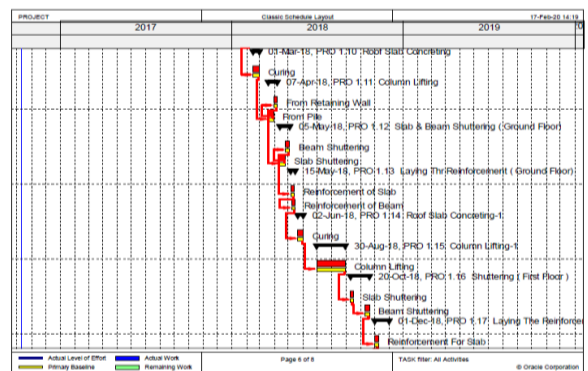 PROJECT Classic Schedule Layout 17-Feb-20 14:19
2017 2018 2019
01-Mar-18, PRO 1.10: Roof Slab Concreting
Curing
07-Apr-18, PRO 1.11: Column Lifting
From Retaining Wall
From Pile
05-May-18, PRO 1.12 Slab & Beam Shuttering (Ground Floor)
Beam Shuttering
Slab Shuttering
15-May-18, PRO 1.13 Laying Thr Reinforcement ( Ground Floor)
Reinforcement of Slab
Reinforcement of Beam
02-Jun-18, PRO 1.14: Roof Slab Concreting-1
Curing
30-Aug-18, PRO 1.15: Column Lifting-1
Column Lifting
20-Oct-18, PRO 1.16 Shuttering ( First Floor )
Slab Shuttering
Beam Shuttering
01-Dec-18, PRO 1.17: Laying The Reinforcer
Reinforcement For Slab
Actual Level of Effort Actual Work Page 6 of 8 TASK filter: All Activities
Primary Baseline Remaining Work © Oracle Corporation